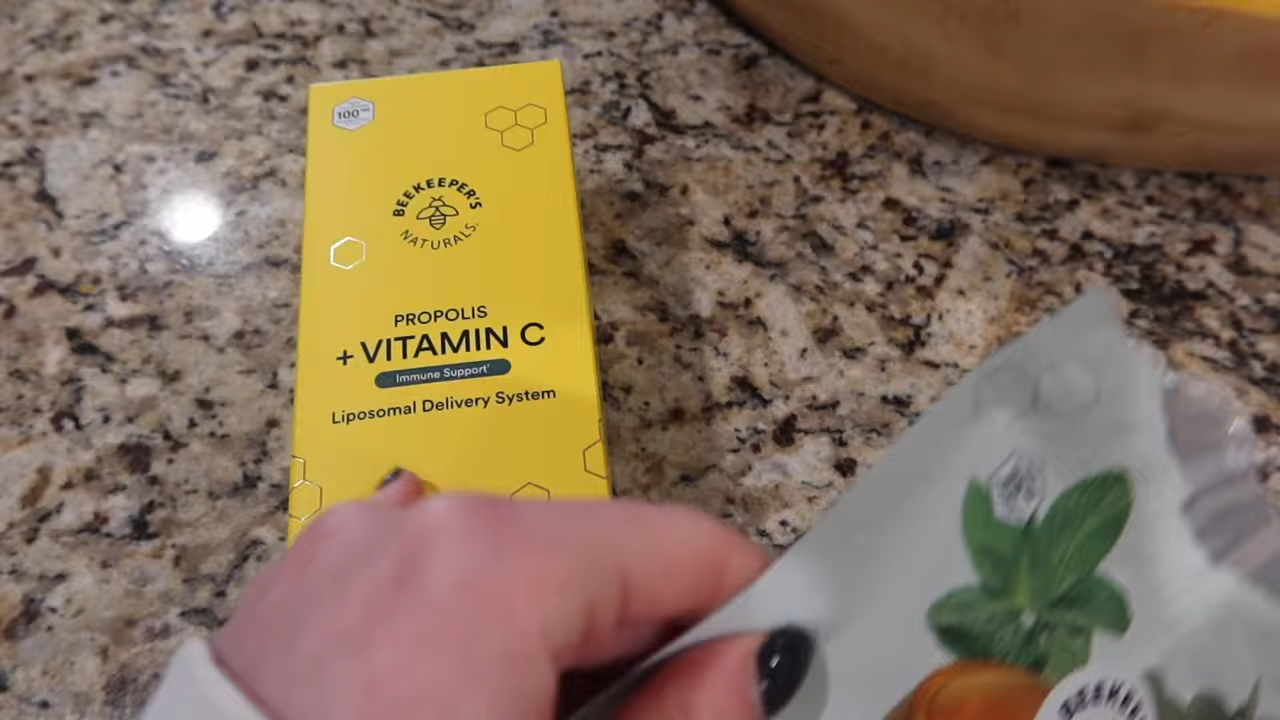 100%
BEEKEEPER'S
NATURALS.
PROPOLIS
+ VITAMIN C
Immune Support†
Liposomal Delivery System